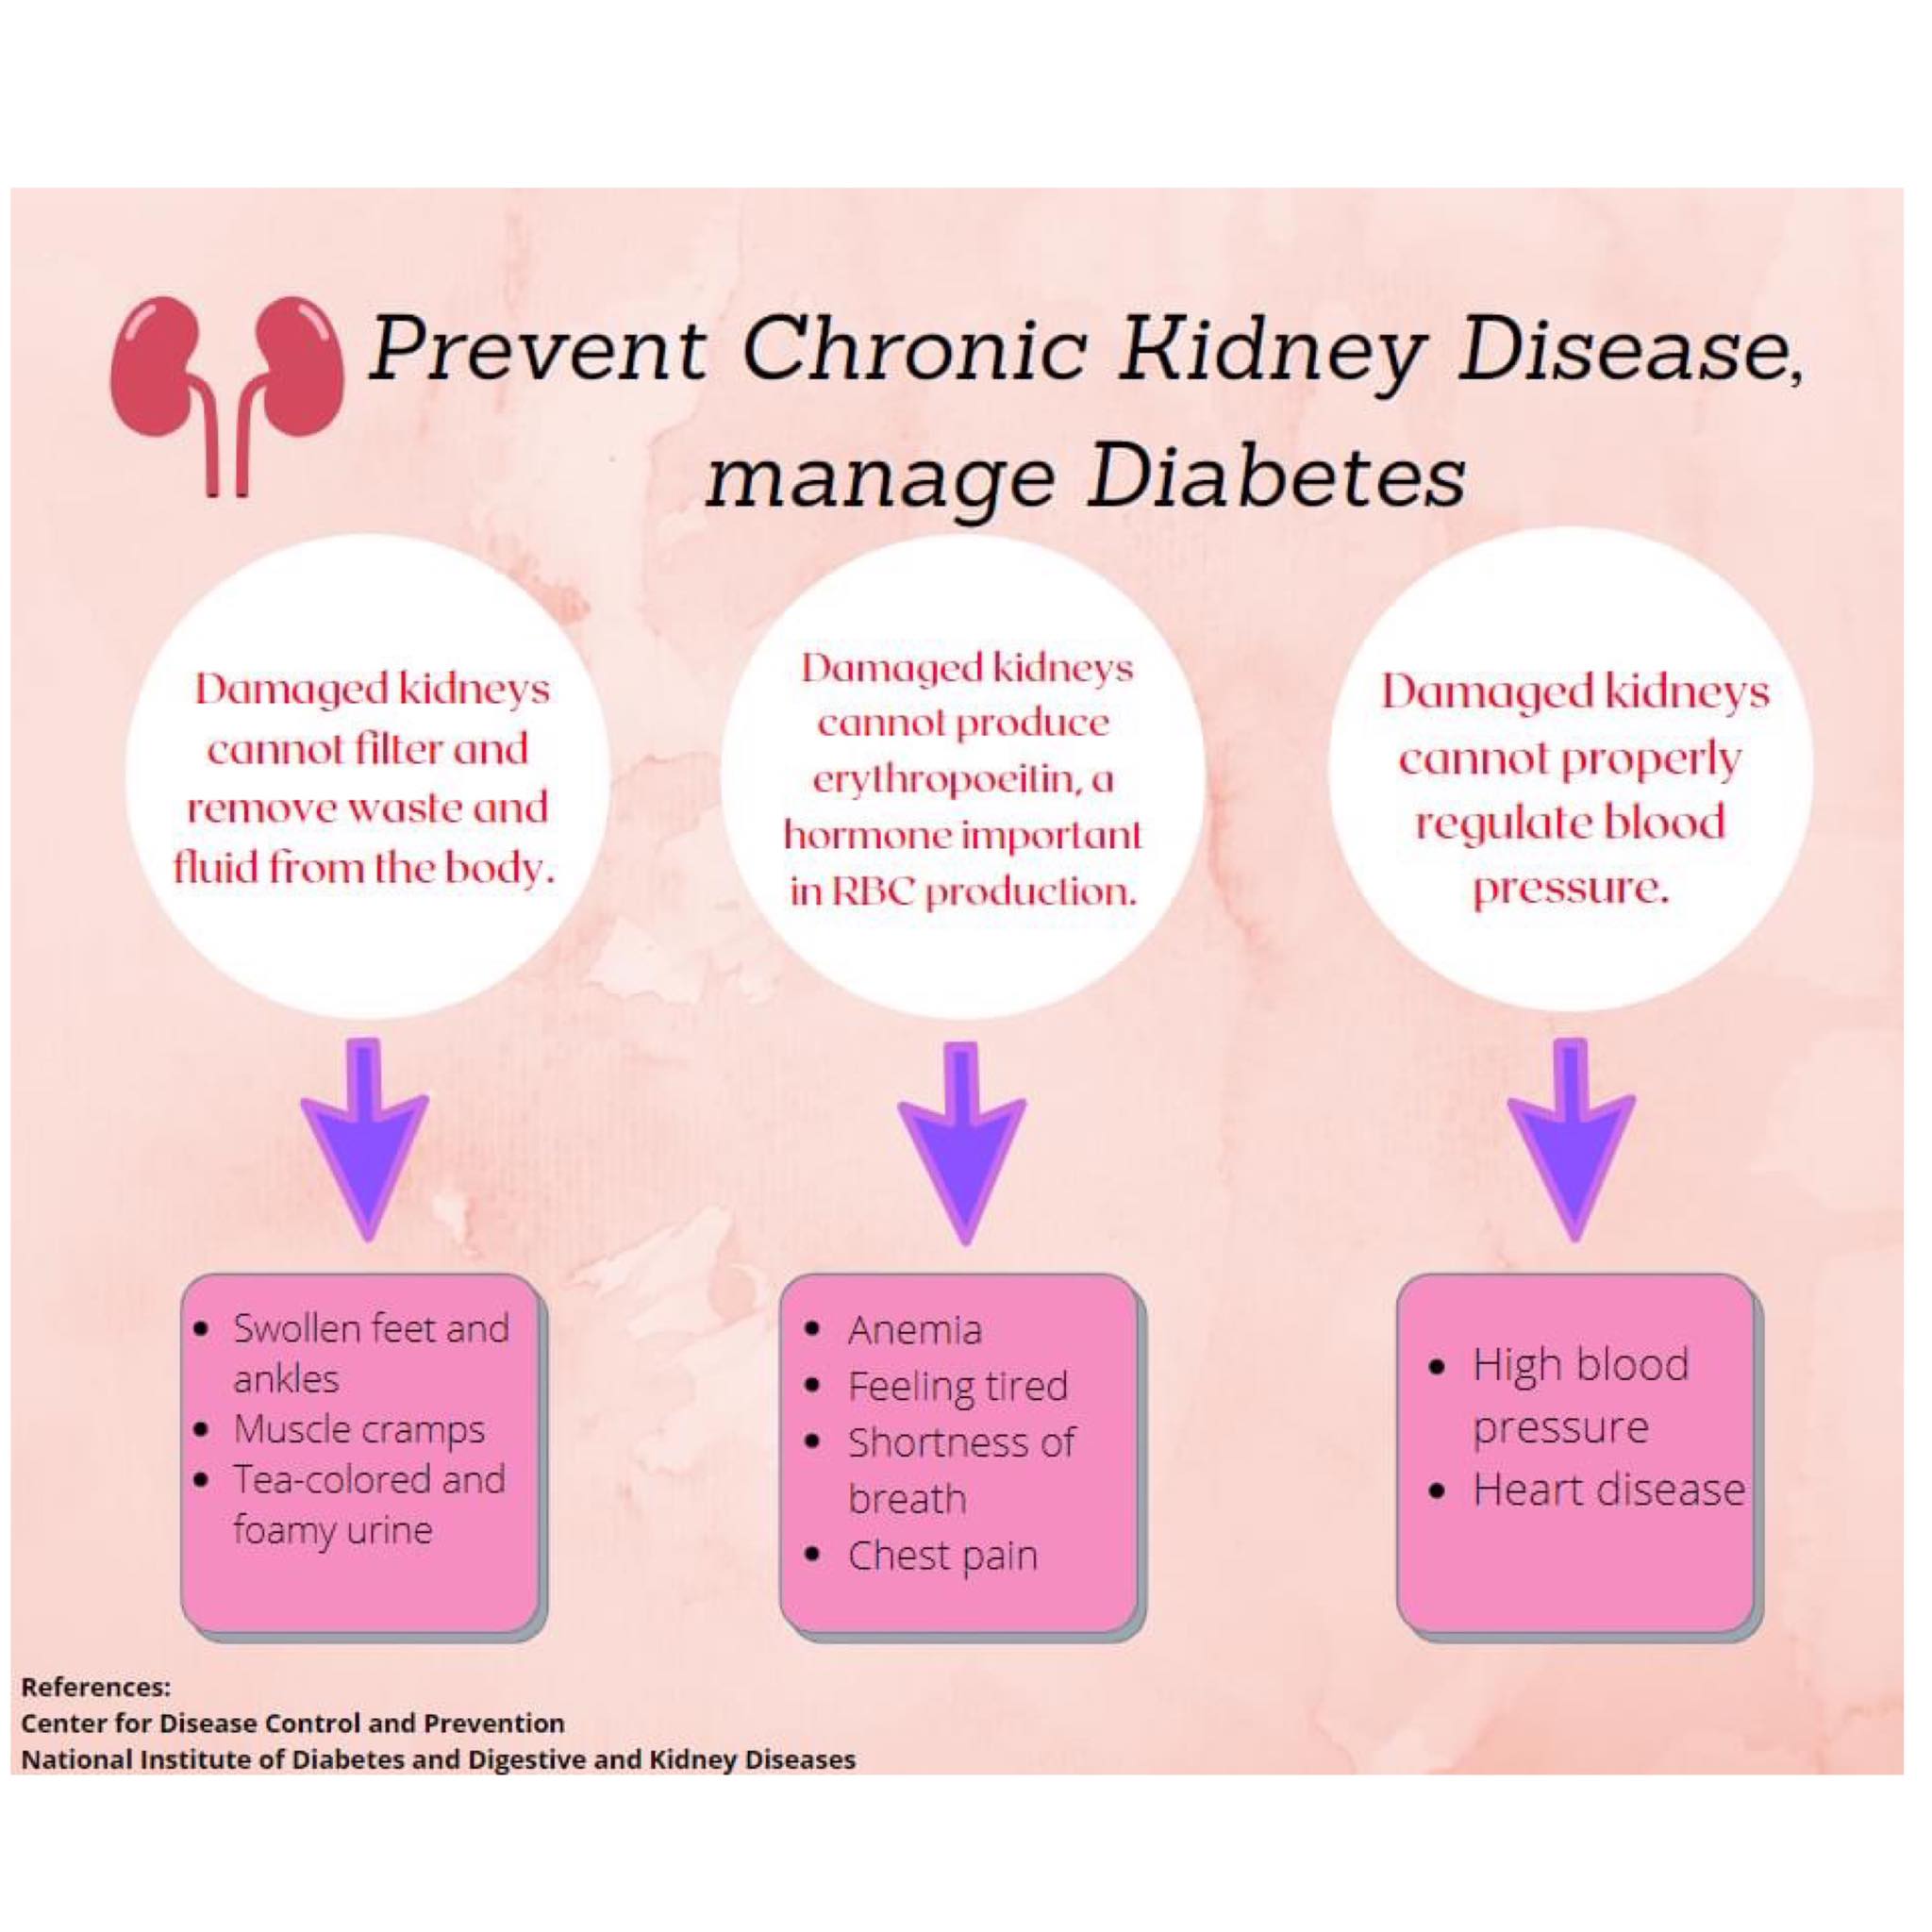 Prevent Chronic Kidney Disease,
manage Diabetes
Damaged kidneys
cannot filter and
remove waste and
fluid from the body.
Damaged kidneys
cannot produce
erythropoeitin, a
hormone important
in RBC production.
Damaged kidneys
cannot properly
regulate blood
pressure.
• Swollen feet and
ankles
• Muscle cramps
• Tea-colored and
foamy urine
• Anemia
• Feeling tired
• Shortness of
breath
• Chest pain
• High blood
pressure
• Heart disease
References:
Center for Disease Control and Prevention
National Institute of Diabetes and Digestive and Kidney Diseases